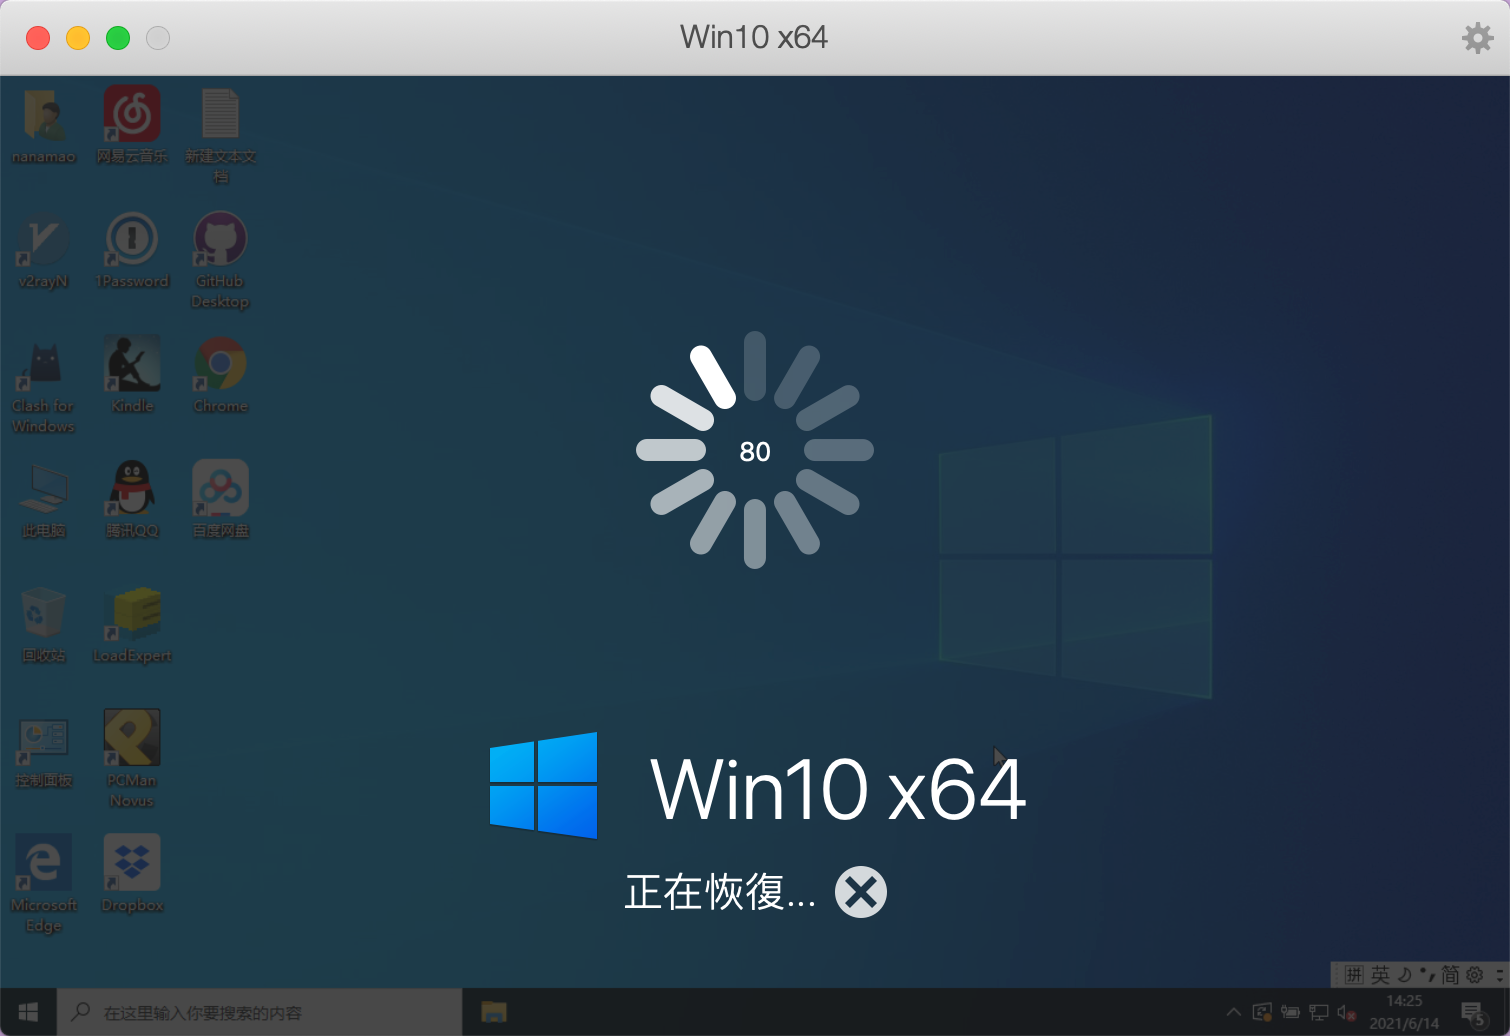 Win10 x64
nanamao
网易云音乐
新建文本文
档
v2rayN
1Password
GitHub
Desktop
Clash for
Windows
Kindle
Chrome
80
此电脑
腾讯QQ
百度网盘
回收站
LoadExpert
控制面板
PCMan
Novus
Win10 x64
正在恢復...
Microsoft
Edge
Dropbox
拼 英 简
在这里输入你要搜索的内容
14:25
2021/6/14
5